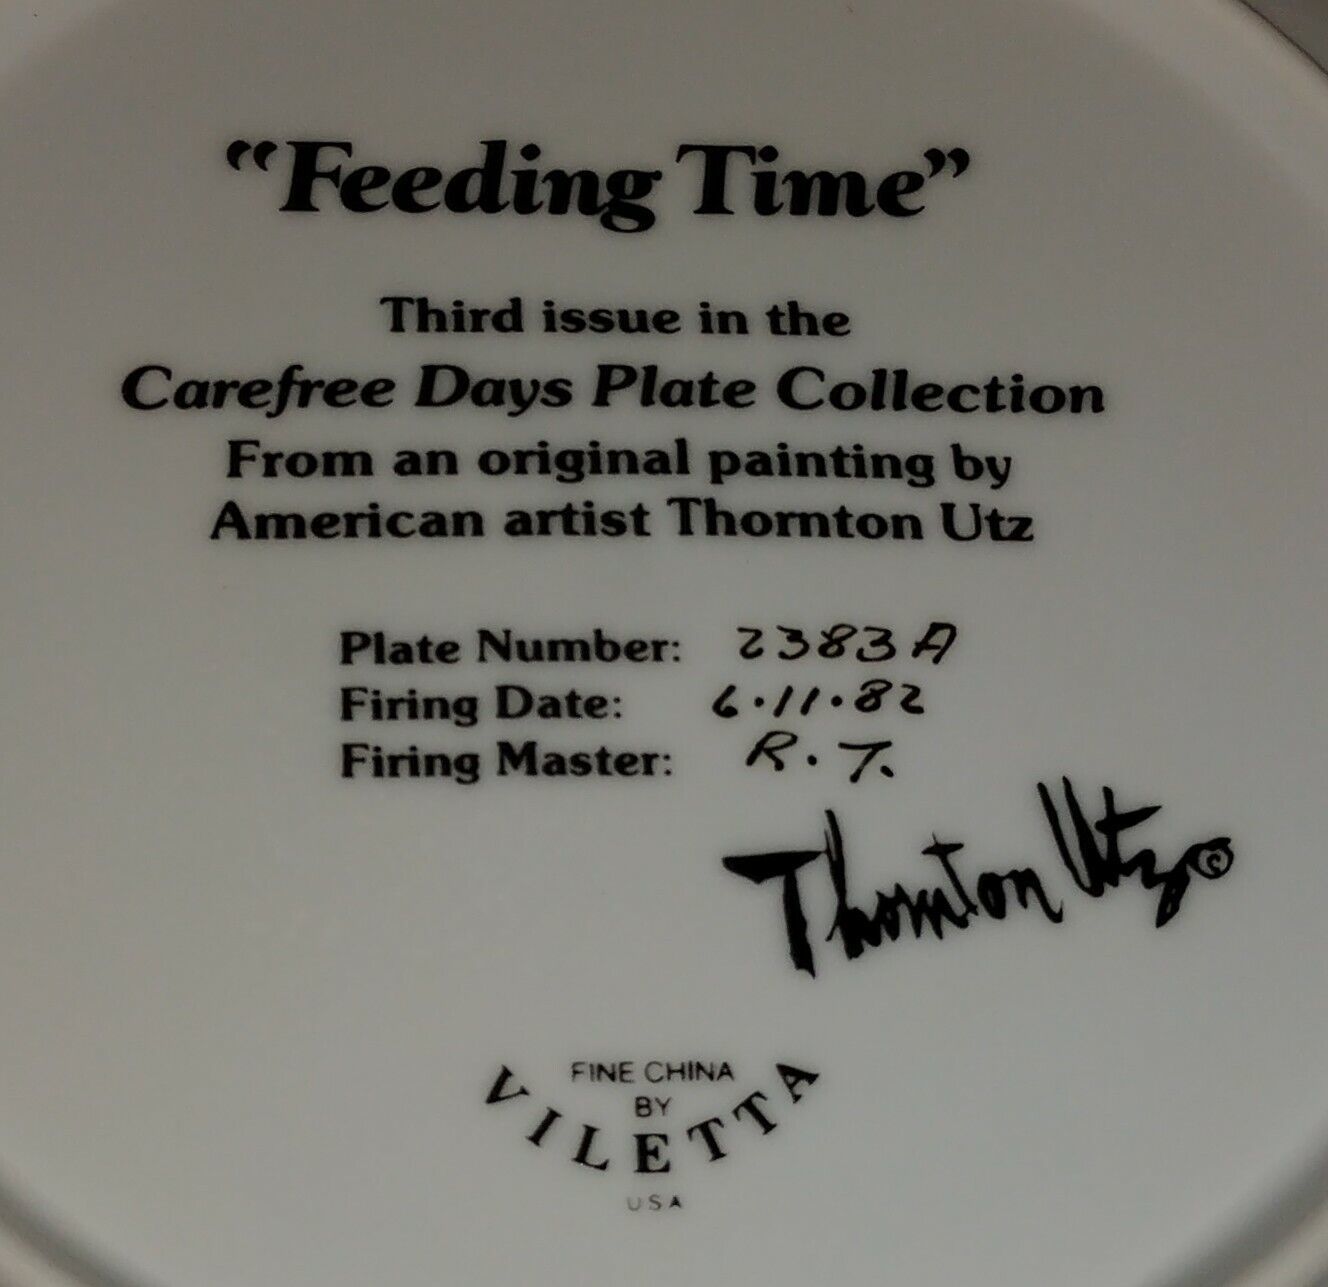 “Feeding Time”
Third issue in the
Carefree Days Plate Collection
From an original painting by
American artist Thornton Utz
Plate Number: 2383A
Firing Date: 6·11·82
Firing Master: R. T.
Thornton Utz ©
FINE CHINA
BY
VILETTA
USA